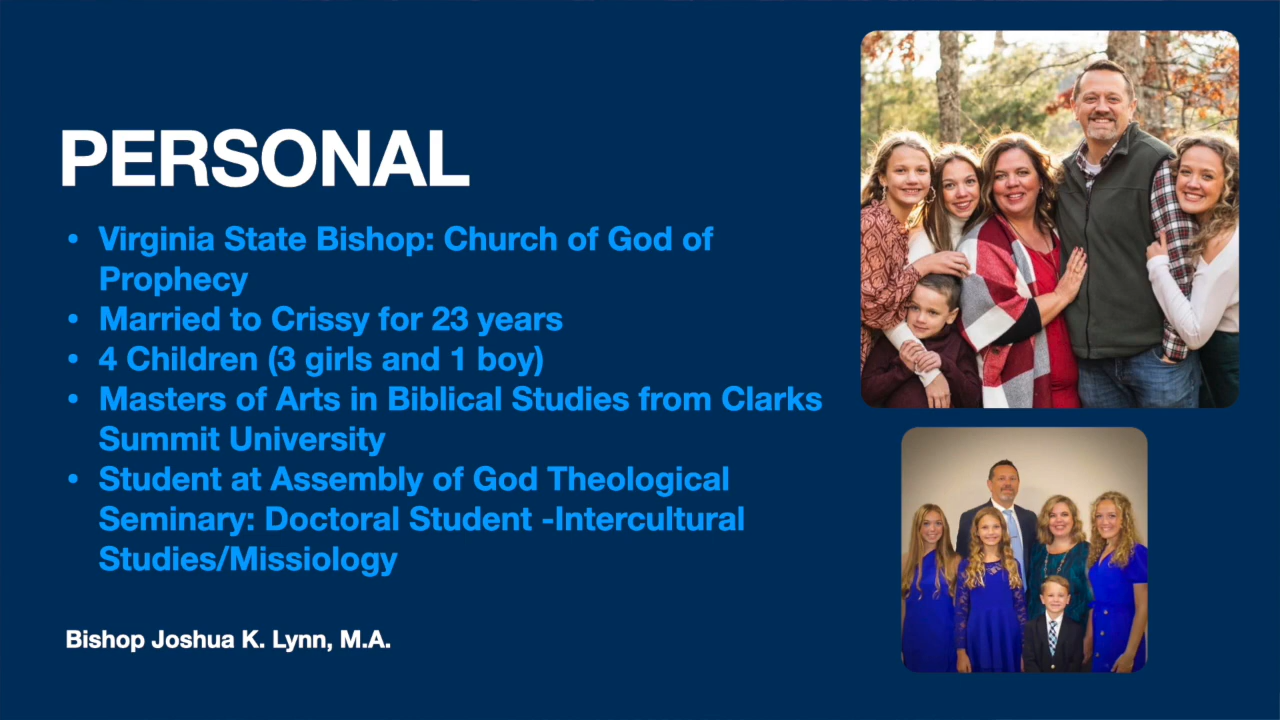 PERSONAL
• Virginia State Bishop: Church of God of
Prophecy
• Married to Crissy for 23 years
• 4 Children (3 girls and 1 boy)
• Masters of Arts in Biblical Studies from Clarks
Summit University
• Student at Assembly of God Theological
Seminary: Doctoral Student -Intercultural
Studies/Missiology
Bishop Joshua K. Lynn, M.A.